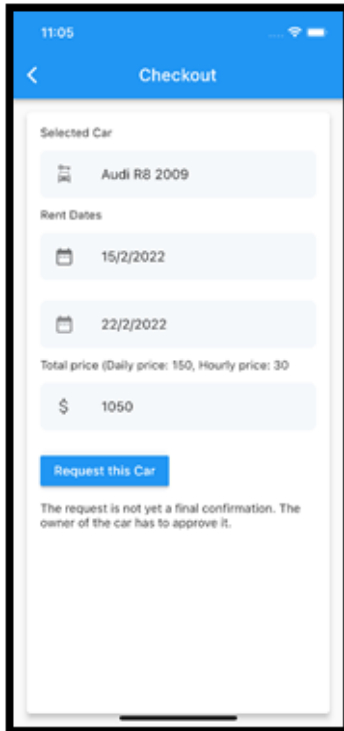 11:05
Checkout
Selected Car
Audi R8 2009
Rent Dates
15/2/2022
22/2/2022
Total price (Daily price: 150, Hourly price: 30
$ 1050
Request this Car
The request is not yet a final confirmation. The
owner of the car has to approve it.